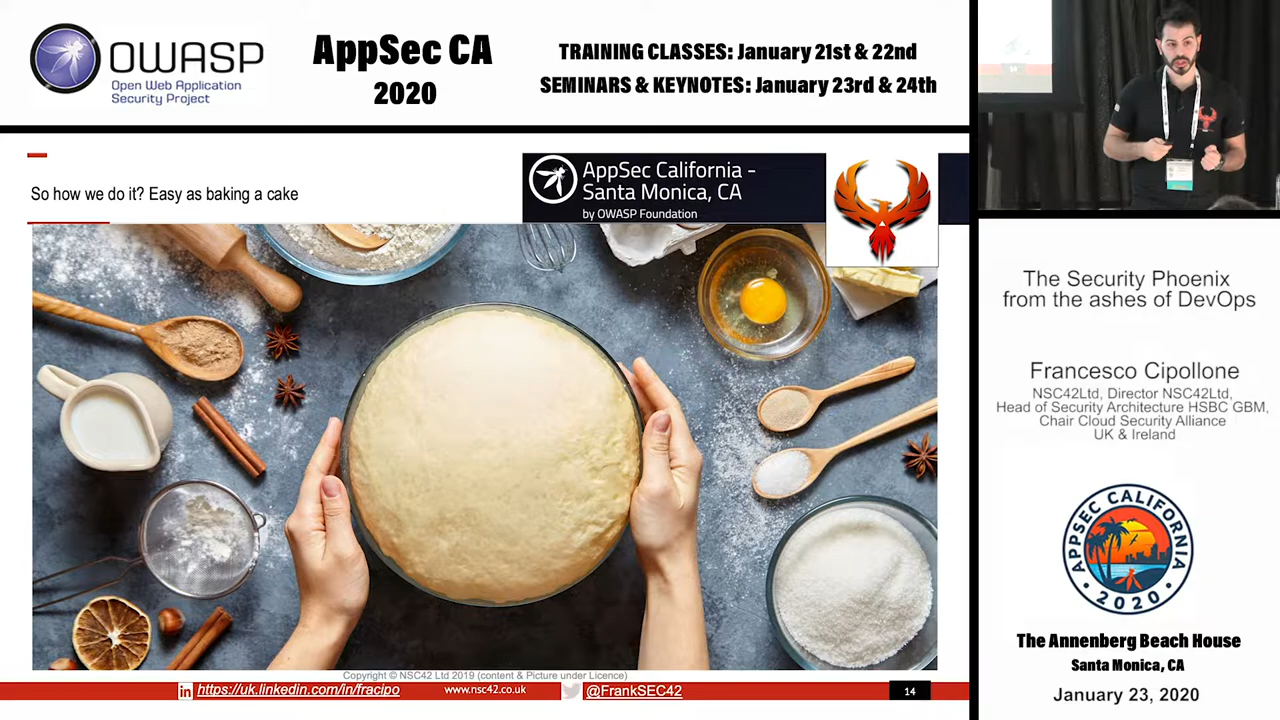 OWASP
Open Web Application
Security Project
AppSec CA
2020
TRAINING CLASSES: January 21st & 22nd
SEMINARS & KEYNOTES: January 23rd & 24th
So how we do it? Easy as baking a cake
AppSec California -
Santa Monica, CA
by OWASP Foundation
Copyright © NSC42 Ltd 2019 (content & Picture under Licence)
in https://uk.linkedin.com/in/fracipo
www.nsc42.co.uk
@FrankSEC42
14
The Security Phoenix
from the ashes of DevOps
Francesco Cipollone
NSC42Ltd, Director NSC42Ltd,
Head of Security Architecture HSBC GBM,
Chair Cloud Security Alliance
UK & Ireland
APPSEC CALIFORNIA
• 2020 •
The Annenberg Beach House
Santa Monica, CA
January 23, 2020